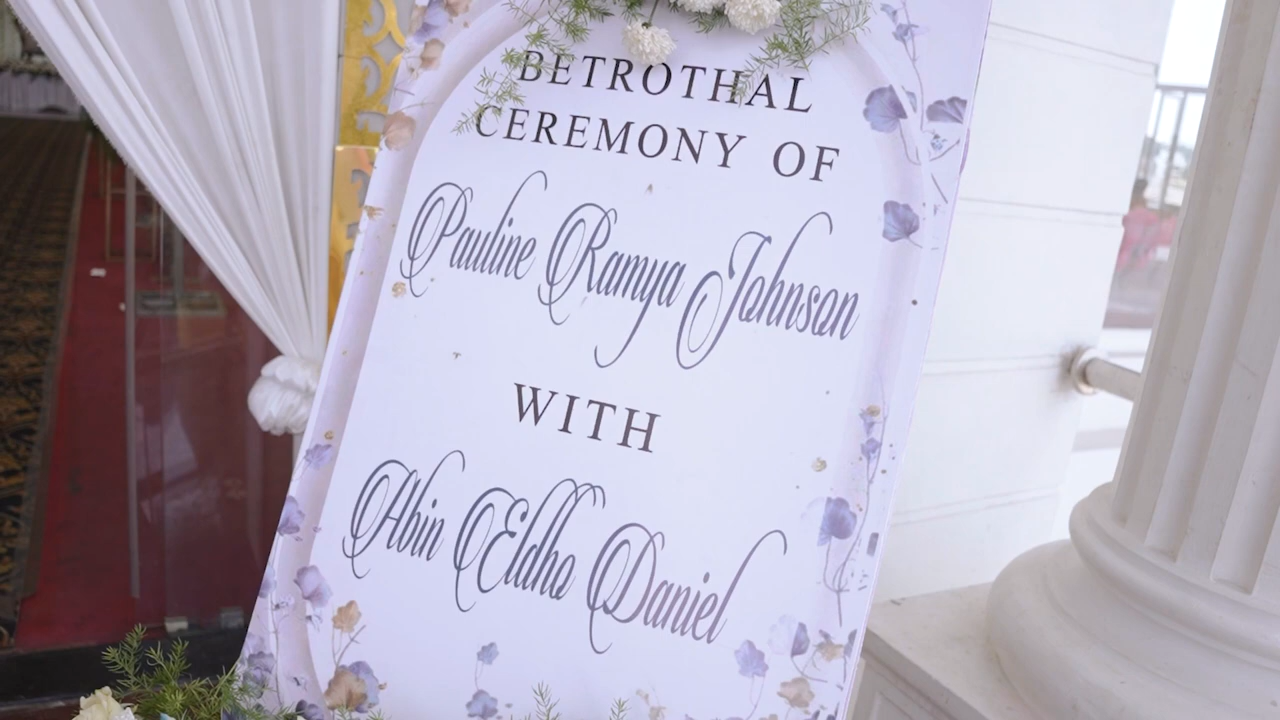 BETROTHAL
CEREMONY OF
Pauline Ramya Johnson
WITH
Abin Eldho Daniel